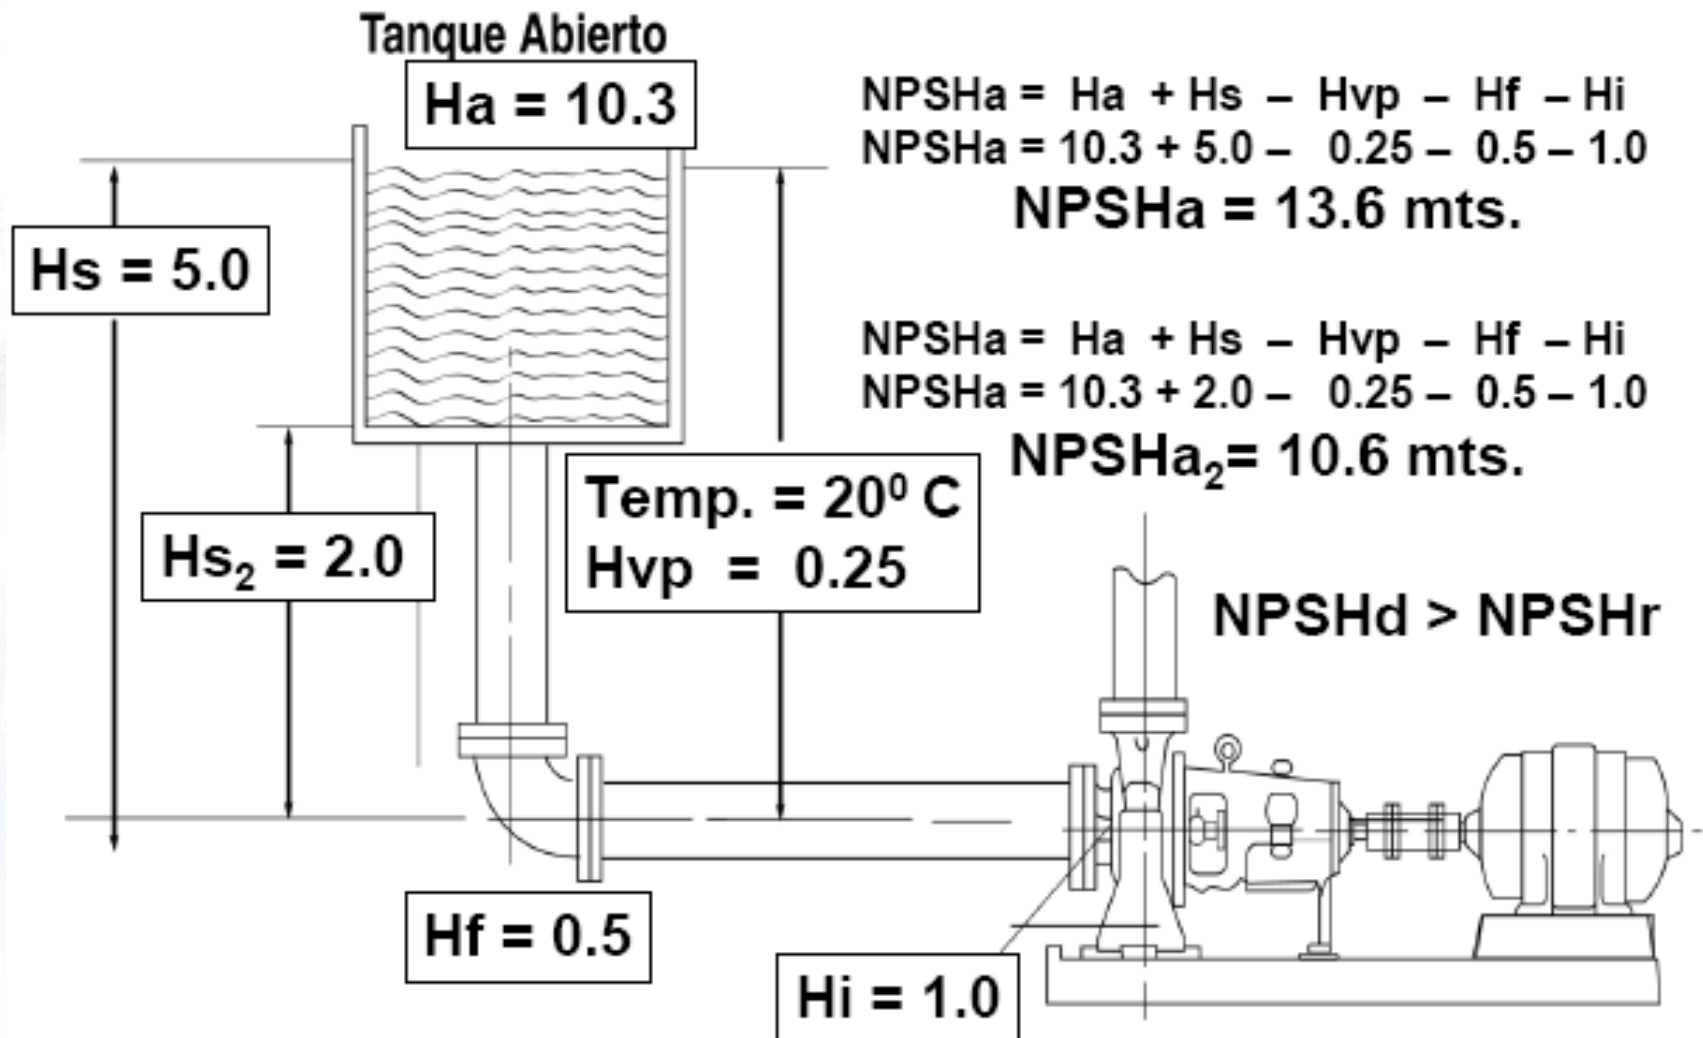 Tanque Abierto
Ha = 10.3
NPSHa = Ha + Hs – Hvp – Hf – Hi
NPSHa = 10.3 + 5.0 – 0.25 – 0.5 – 1.0
NPSHa = 13.6 mts.
Hs = 5.0
NPSHa = Ha + Hs – Hvp – Hf – Hi
NPSHa = 10.3 + 2.0 – 0.25 – 0.5 – 1.0
NPSHa₂= 10.6 mts.
Temp. = 20⁰ C
Hvp = 0.25
Hs₂ = 2.0
NPSHd > NPSHr
Hf = 0.5
Hi = 1.0